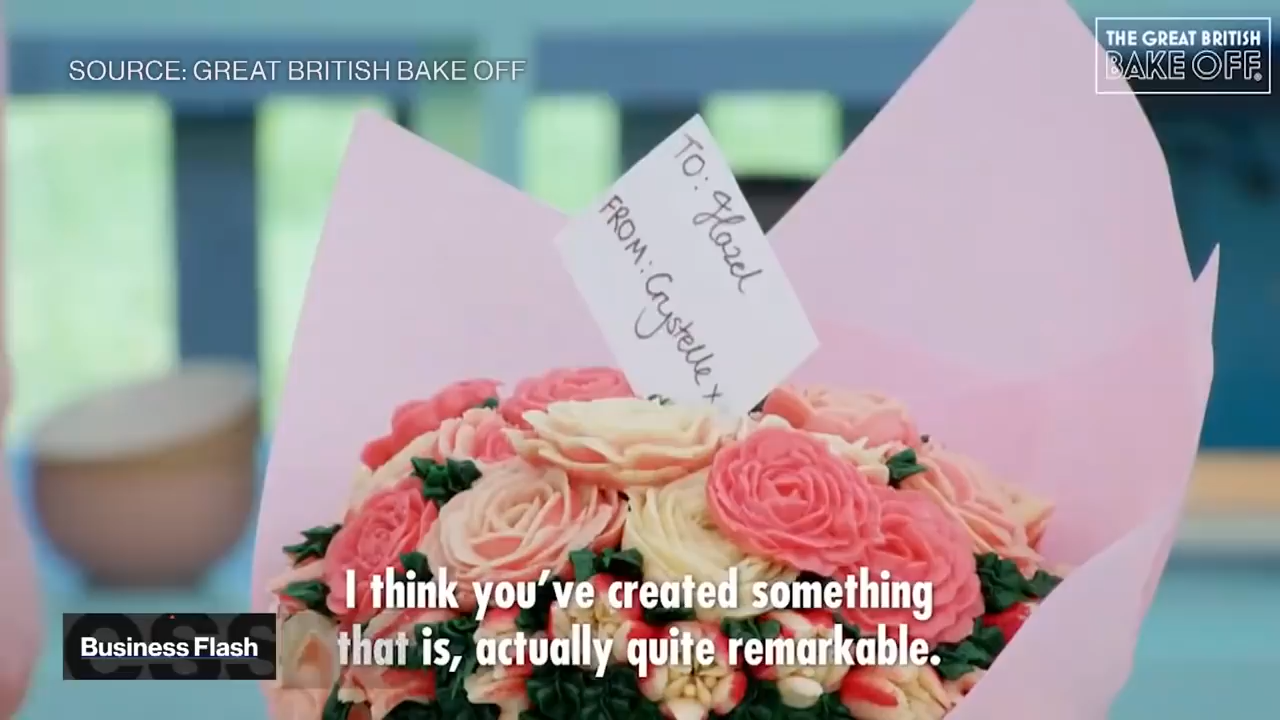 SOURCE: GREAT BRITISH BAKE OFF
THE GREAT BRITISH
BAKE OFF
TO: Hazel
FROM: Crystelle x
I think you've created something
that is, actually quite remarkable.
Business Flash